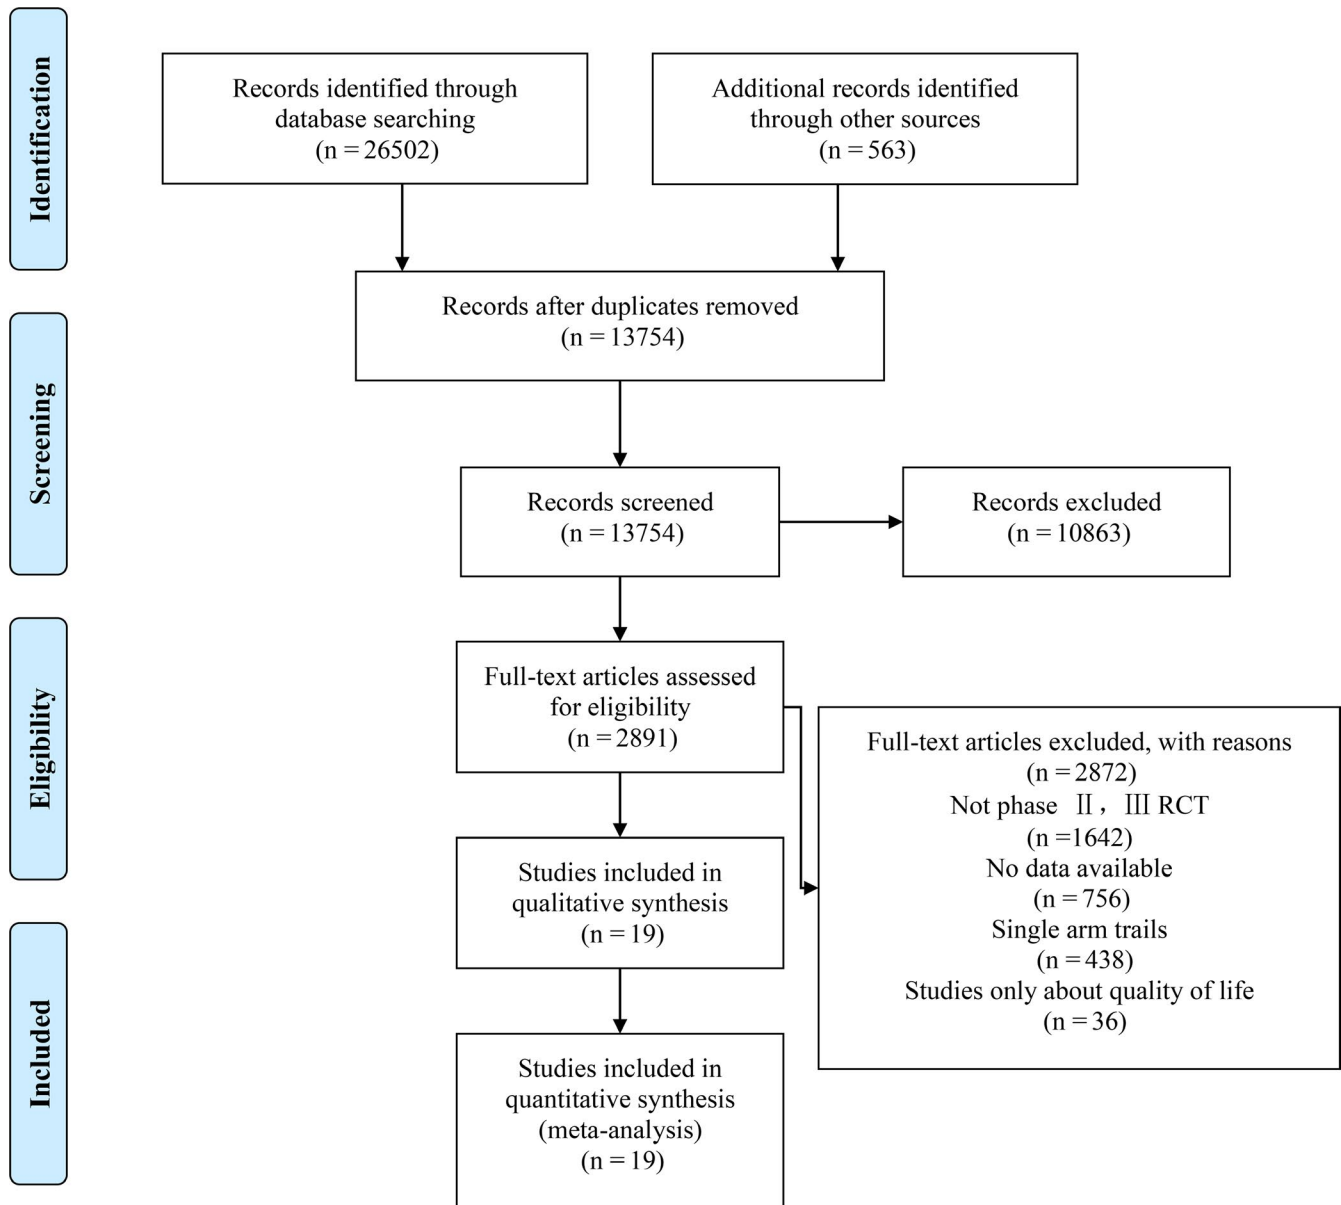 Identification
Records identified through
database searching
(n = 26502)
Additional records identified
through other sources
(n = 563)
Records after duplicates removed
(n = 13754)
Screening
Records screened
(n = 13754)
Records excluded
(n = 10863)
Eligibility
Full-text articles assessed
for eligibility
(n = 2891)
Full-text articles excluded, with reasons
(n = 2872)
Not phase Ⅱ， Ⅲ RCT
(n =1642)
No data available
(n = 756)
Single arm trails
(n = 438)
Studies only about quality of life
(n = 36)
Studies included in
qualitative synthesis
(n = 19)
Included
Studies included in
quantitative synthesis
(meta-analysis)
(n = 19)